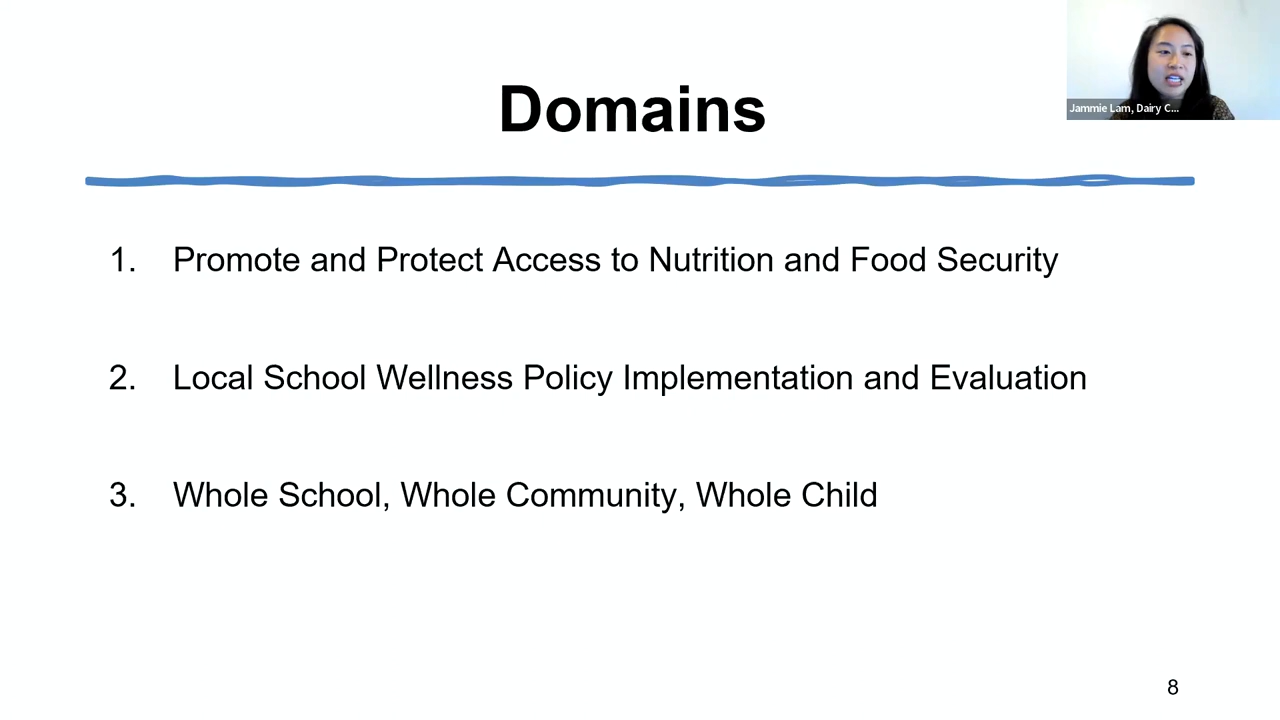 Domains
Jammie Lam, Dairy C...
1. Promote and Protect Access to Nutrition and Food Security
2. Local School Wellness Policy Implementation and Evaluation
3. Whole School, Whole Community, Whole Child
8